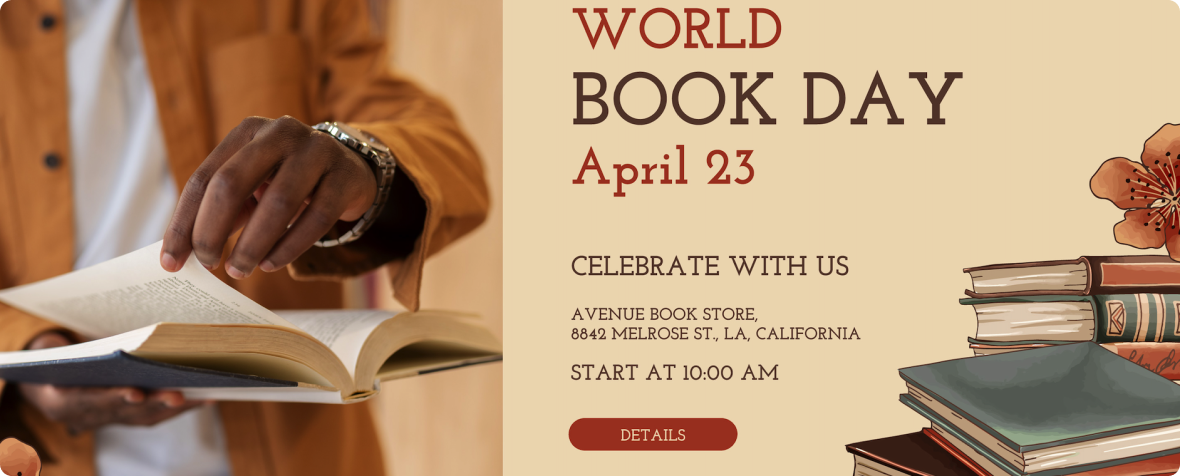 WORLD
BOOK DAY
April 23
CELEBRATE WITH US
AVENUE BOOK STORE,
8842 MELROSE ST., LA, CALIFORNIA
START AT 10:00 AM
DETAILS